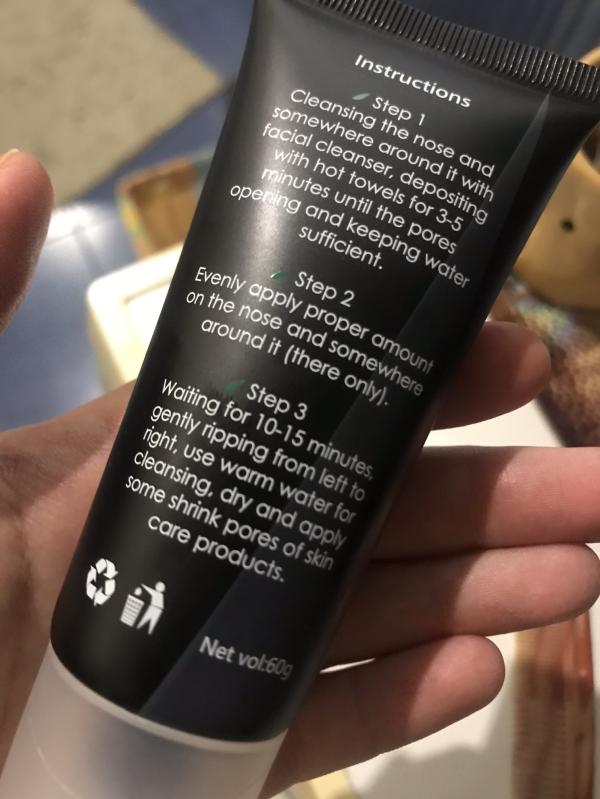 Instructions
Step 1
Cleansing the nose and
somewhere around it with
facial cleanser, depositing
with hot towels for 3-5
minutes until the pores
opening and keeping water
sufficient.
Step 2
Evenly apply proper amount
on the nose and somewhere
around it (there only).
Step 3
Waiting for 10-15 minutes,
gently ripping from left to
right, use warm water for
cleansing, dry and apply
some shrink pores of skin
care products.
Net vol:60g